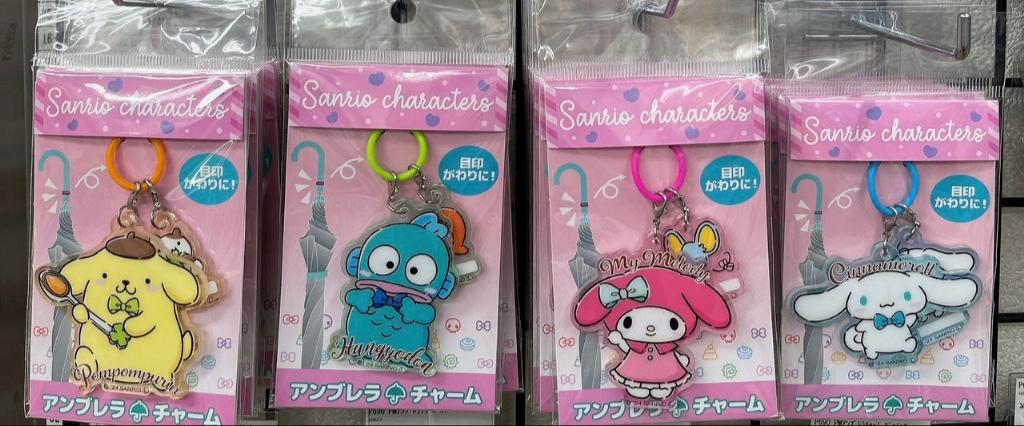 Sanrio characters
目印
がわりに!
Pompompurin
アンブレラ チャーム
Sanrio characters
目印
がわりに!
Hangyodon
アンブレラ チャーム
Sanrio characters
目印
がわりに!
My Melody
アンブレラ チャーム
Sanrio characters
目印
がわりに!
Cinnamoroll
アンブレラ チャーム